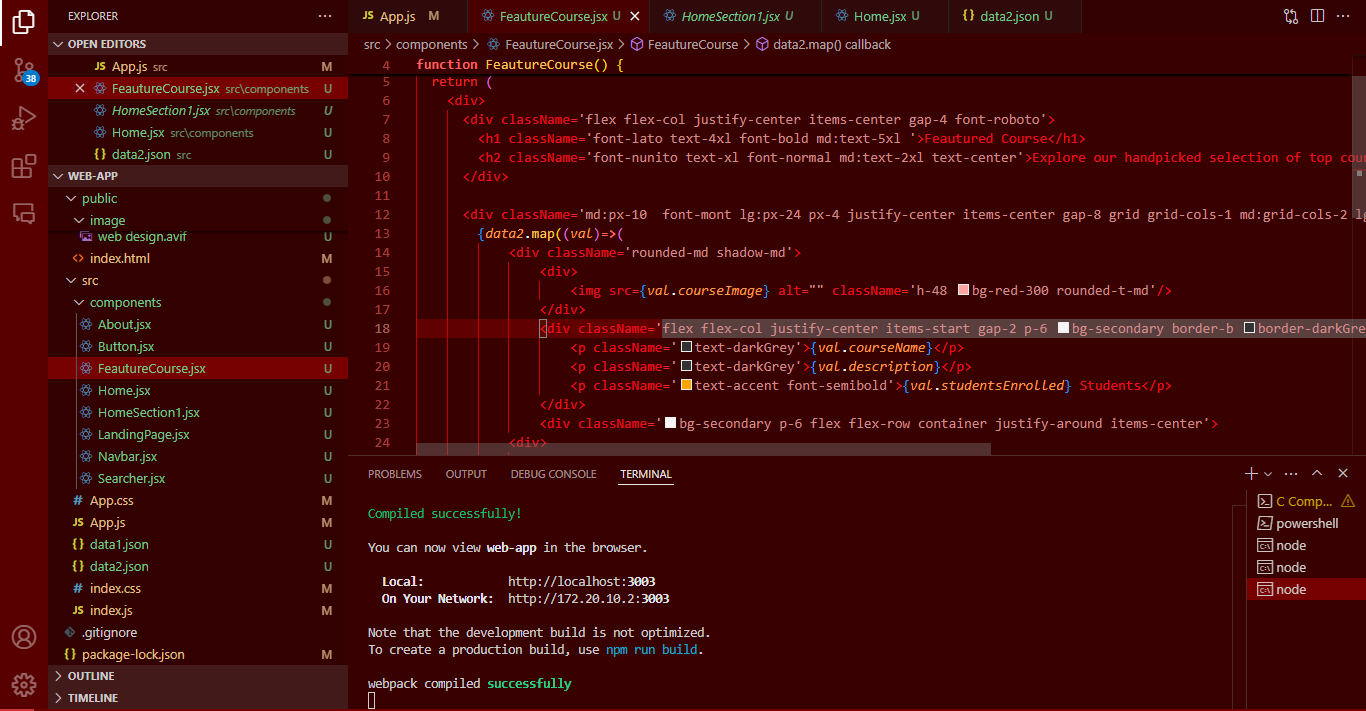 EXPLORER
OPEN EDITORS
App.js src M
FeautureCourse.jsx src\components U
HomeSection1.jsx src\components U
Home.jsx src\components U
data2.json src U
WEB-APP
public
image
web design.avif U
index.html M
src
components
About.jsx U
Button.jsx U
FeautureCourse.jsx U
Home.jsx U
HomeSection1.jsx U
LandingPage.jsx U
Navbar.jsx U
Searcher.jsx U
App.css M
App.js M
data1.json U
data2.json U
index.css M
index.js M
.gitignore
package-lock.json M
OUTLINE
TIMELINE
38
App.js M FeautureCourse.jsx U HomeSection1.jsx U Home.jsx U data2.json U
src > components > FeautureCourse.jsx > FeautureCourse > data2.map() callback
4 function FeautureCourse() {
5 return (
6 <div>
7 <div className='flex flex-col justify-center items-center gap-4 font-roboto'>
8 <h1 className='font-lato text-4xl font-bold md:text-5xl '>Feautured Course</h1>
9 <h2 className='font-nunito text-xl font-normal md:text-2xl text-center'>Explore our handpicked selection of top cou
10 </div>
11
12 <div className='md:px-10  font-mont lg:px-24 px-4 justify-center items-center gap-8 grid grid-cols-1 md:grid-cols-2 lg
13 {data2.map((val)=>(
14 <div className='rounded-md shadow-md'>
15 <div>
16 <img src={val.courseImage} alt="" className='h-48 bg-red-300 rounded-t-md'/>
17 </div>
18 <div className='flex flex-col justify-center items-start gap-2 p-6 bg-secondary border-b border-darkGre
19 <p className='text-darkGrey'>{val.courseName}</p>
20 <p className='text-darkGrey'>{val.description}</p>
21 <p className='text-accent font-semibold'>{val.studentsEnrolled} Students</p>
22 </div>
23 <div className='bg-secondary p-6 flex flex-row container justify-around items-center'>
24 <div>
PROBLEMS OUTPUT DEBUG CONSOLE TERMINAL
Compiled successfully!
You can now view web-app in the browser.
Local: http://localhost:3003
On Your Network: http://172.20.10.2:3003
Note that the development build is not optimized.
To create a production build, use npm run build.
webpack compiled successfully
C Comp...
powershell
node
node
node